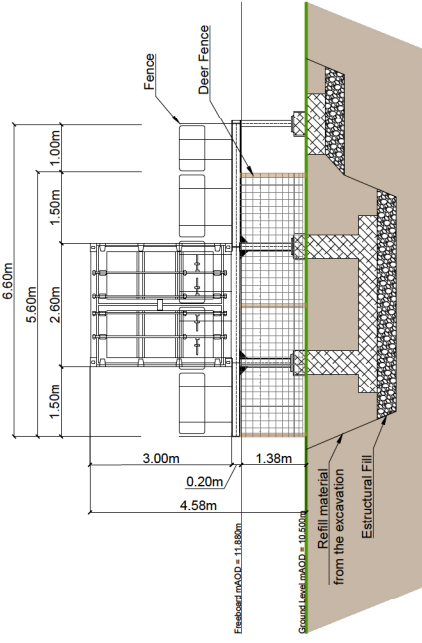 6.60m
5.60m
1.50m
2.60m
1.50m
1.00m
Fence
Deer Fence
3.00m
0.20m
1.38m
4.58m
Freeboard mAOD = 11.880m
Ground Level mAOD = 10.500m
Refill material
from the excavation
Estructural Fill